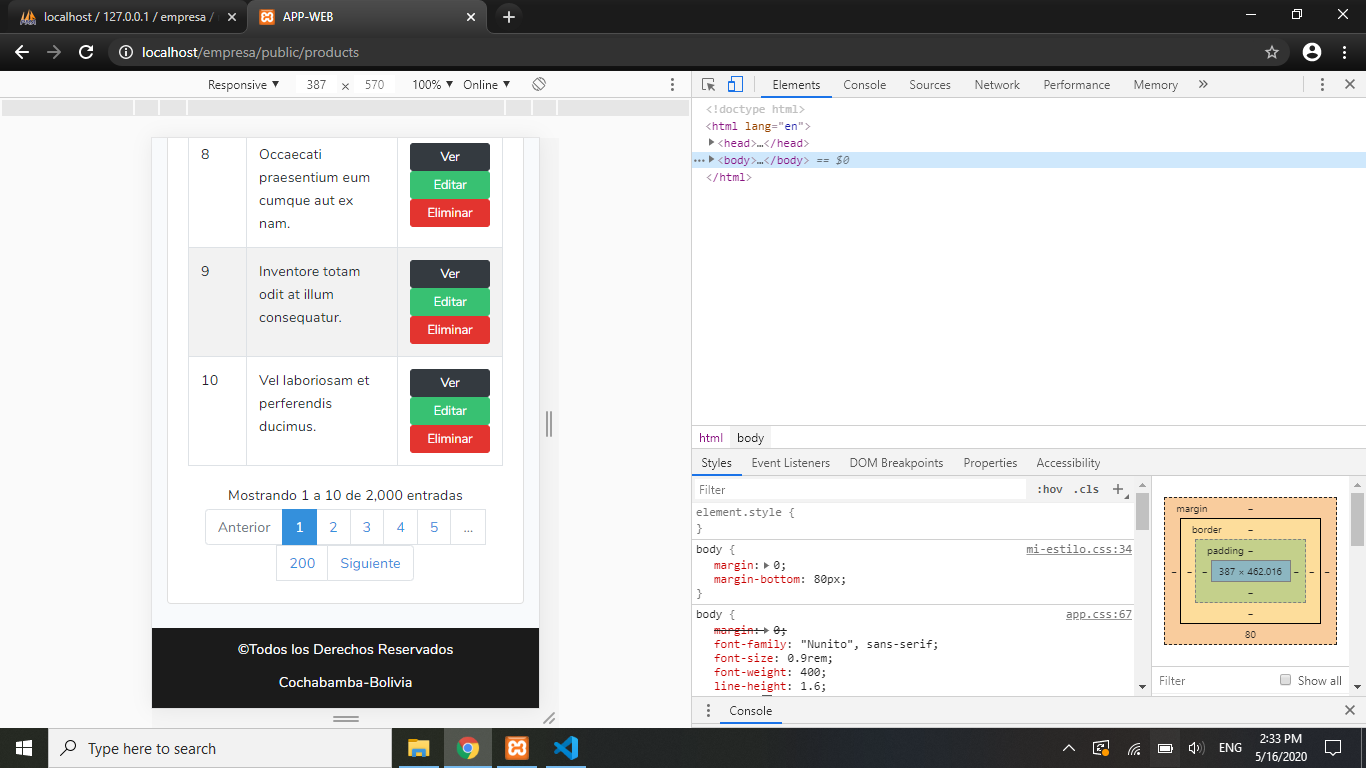 localhost / 127.0.0.1 / empresa /
APP-WEB
localhost/empresa/public/products
Responsive ▼ 387 x 570 100% ▼ Online ▼
8
Occaecati
praesentium eum
cumque aut ex
nam.
Ver
Editar
Eliminar
9
Inventore totam
odit at illum
consequatur.
Ver
Editar
Eliminar
10
Vel laboriosam et
perferendis
ducimus.
Ver
Editar
Eliminar
Mostrando 1 a 10 de 2,000 entradas
Anterior 1 2 3 4 5 ...
200 Siguiente
©Todos los Derechos Reservados
Cochabamba-Bolivia
Elements Console Sources Network Performance Memory »
<!doctype html>
<html lang="en">
▶<head>…</head>
…▶<body>…</body> == $0
</html>
html body
Styles Event Listeners DOM Breakpoints Properties Accessibility
Filter :hov .cls +
element.style {
}
body { mi-estilo.css:34
margin:▶ 0;
margin-bottom: 80px;
}
body { app.css:67
margin:▶ 0;
font-family: "Nunito", sans-serif;
font-size: 0.9rem;
font-weight: 400;
line-height: 1.6;
margin –
border –
padding –
– – – 387 × 462.016 – – –
–
–
80
Filter Show all
Console
Type here to search
ENG
2:33 PM
5/16/2020